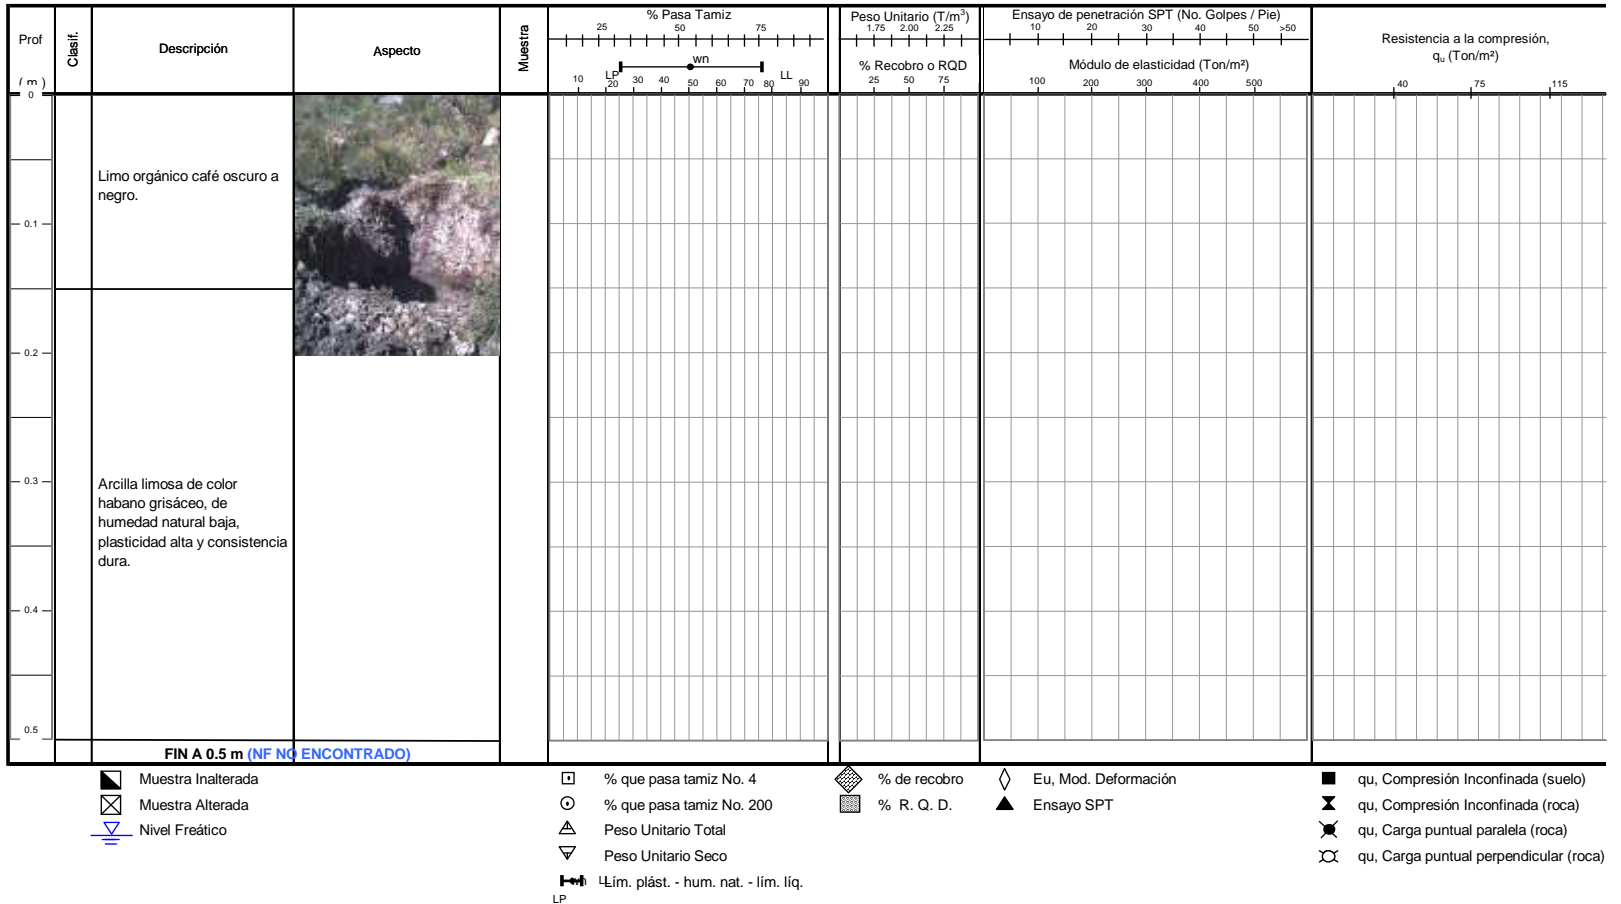 Prof
( m )
Clasif.
Descripción
Aspecto
Muestra
% Pasa Tamiz
25 50 75
wn
LP LL
10 20 30 40 50 60 70 80 90
Peso Unitario (T/m³)
1.75 2.00 2.25
% Recobro o RQD
25 50 75
Ensayo de penetración SPT (No. Golpes / Pie)
10 20 30 40 50 >50
Módulo de elasticidad (Ton/m²)
100 200 300 400 500
Resistencia a la compresión,
qu (Ton/m²)
40 75 115
0
Limo orgánico café oscuro a
negro.
0.1
0.2
0.3
Arcilla limosa de color
habano grisáceo, de
humedad natural baja,
plasticidad alta y consistencia
dura.
0.4
0.5
FIN A 0.5 m (NF NO ENCONTRADO)
Muestra Inalterada
Muestra Alterada
Nivel Freático
% que pasa tamiz No. 4
% que pasa tamiz No. 200
Peso Unitario Total
Peso Unitario Seco
wn LL Lím. plást. - hum. nat. - lím. líq.
LP
% de recobro
% R. Q. D.
Eu, Mod. Deformación
Ensayo SPT
qu, Compresión Inconfinada (suelo)
qu, Compresión Inconfinada (roca)
qu, Carga puntual paralela (roca)
qu, Carga puntual perpendicular (roca)